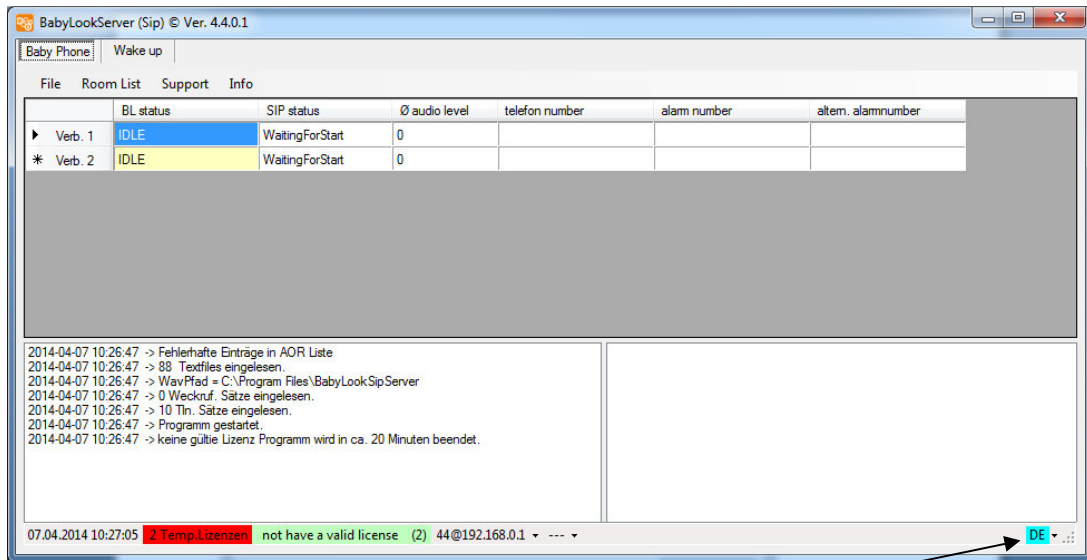 BabyLookServer (Sip) © Ver. 4.4.0.1
Baby Phone Wake up
File Room List Support Info
BL status SIP status Ø audio level telefon number alarm number altern. alarmnumber
Verb. 1 IDLE WaitingForStart 0
Verb. 2 IDLE WaitingForStart 0
2014-04-07 10:26:47 -> Fehlerhafte Einträge in AOR Liste
2014-04-07 10:26:47 -> 88 Textfiles eingelesen.
2014-04-07 10:26:47 -> WavPfad = C:\Program Files\BabyLookSipServer
2014-04-07 10:26:47 -> 0 Weckruf. Sätze eingelesen.
2014-04-07 10:26:47 -> 10 Tln. Sätze eingelesen.
2014-04-07 10:26:47 -> Programm gestartet.
2014-04-07 10:26:47 -> keine gültie Lizenz Programm wird in ca. 20 Minuten beendet.
07.04.2014 10:27:05 2 Temp.Lizenzen not have a valid license (2) 44@192.168.0.1 --- DE